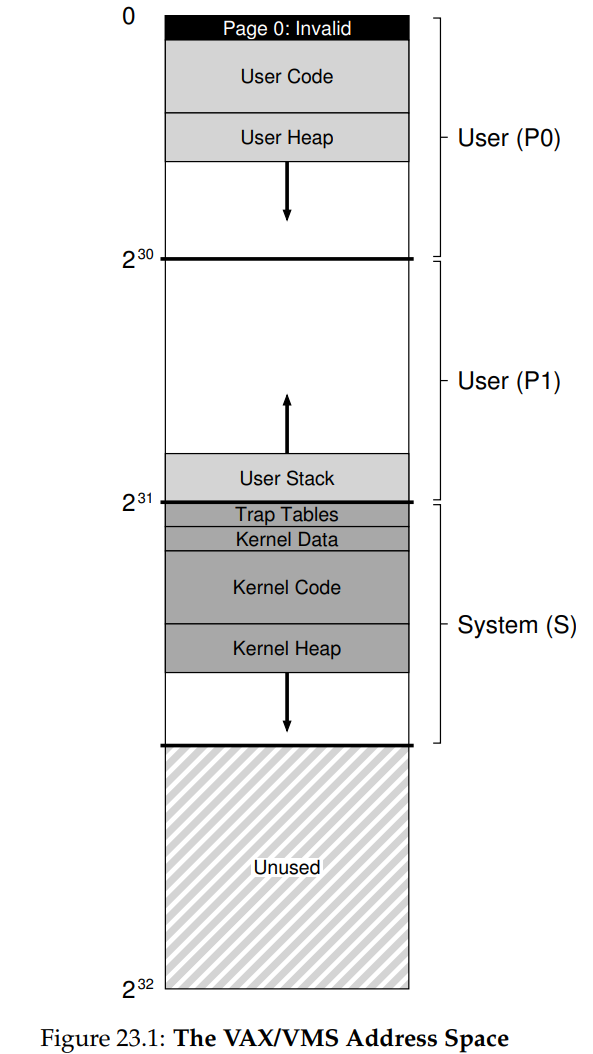 0
Page 0: Invalid
User Code
User Heap
User (P0)
2^30
User (P1)
User Stack
2^31
Trap Tables
Kernel Data
Kernel Code
System (S)
Kernel Heap
Unused
2^32
Figure 23.1: The VAX/VMS Address Space